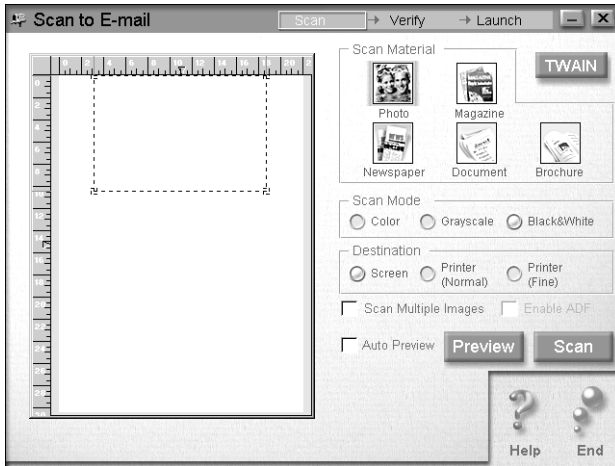 Scan to E-mail
Scan → Verify → Launch
Scan Material
TWAIN
Photo Magazine
Newspaper Document Brochure
Scan Mode
Color Grayscale Black&White
Destination
Screen Printer (Normal) Printer (Fine)
Scan Multiple Images Enable ADF
Auto Preview Preview Scan
Help End